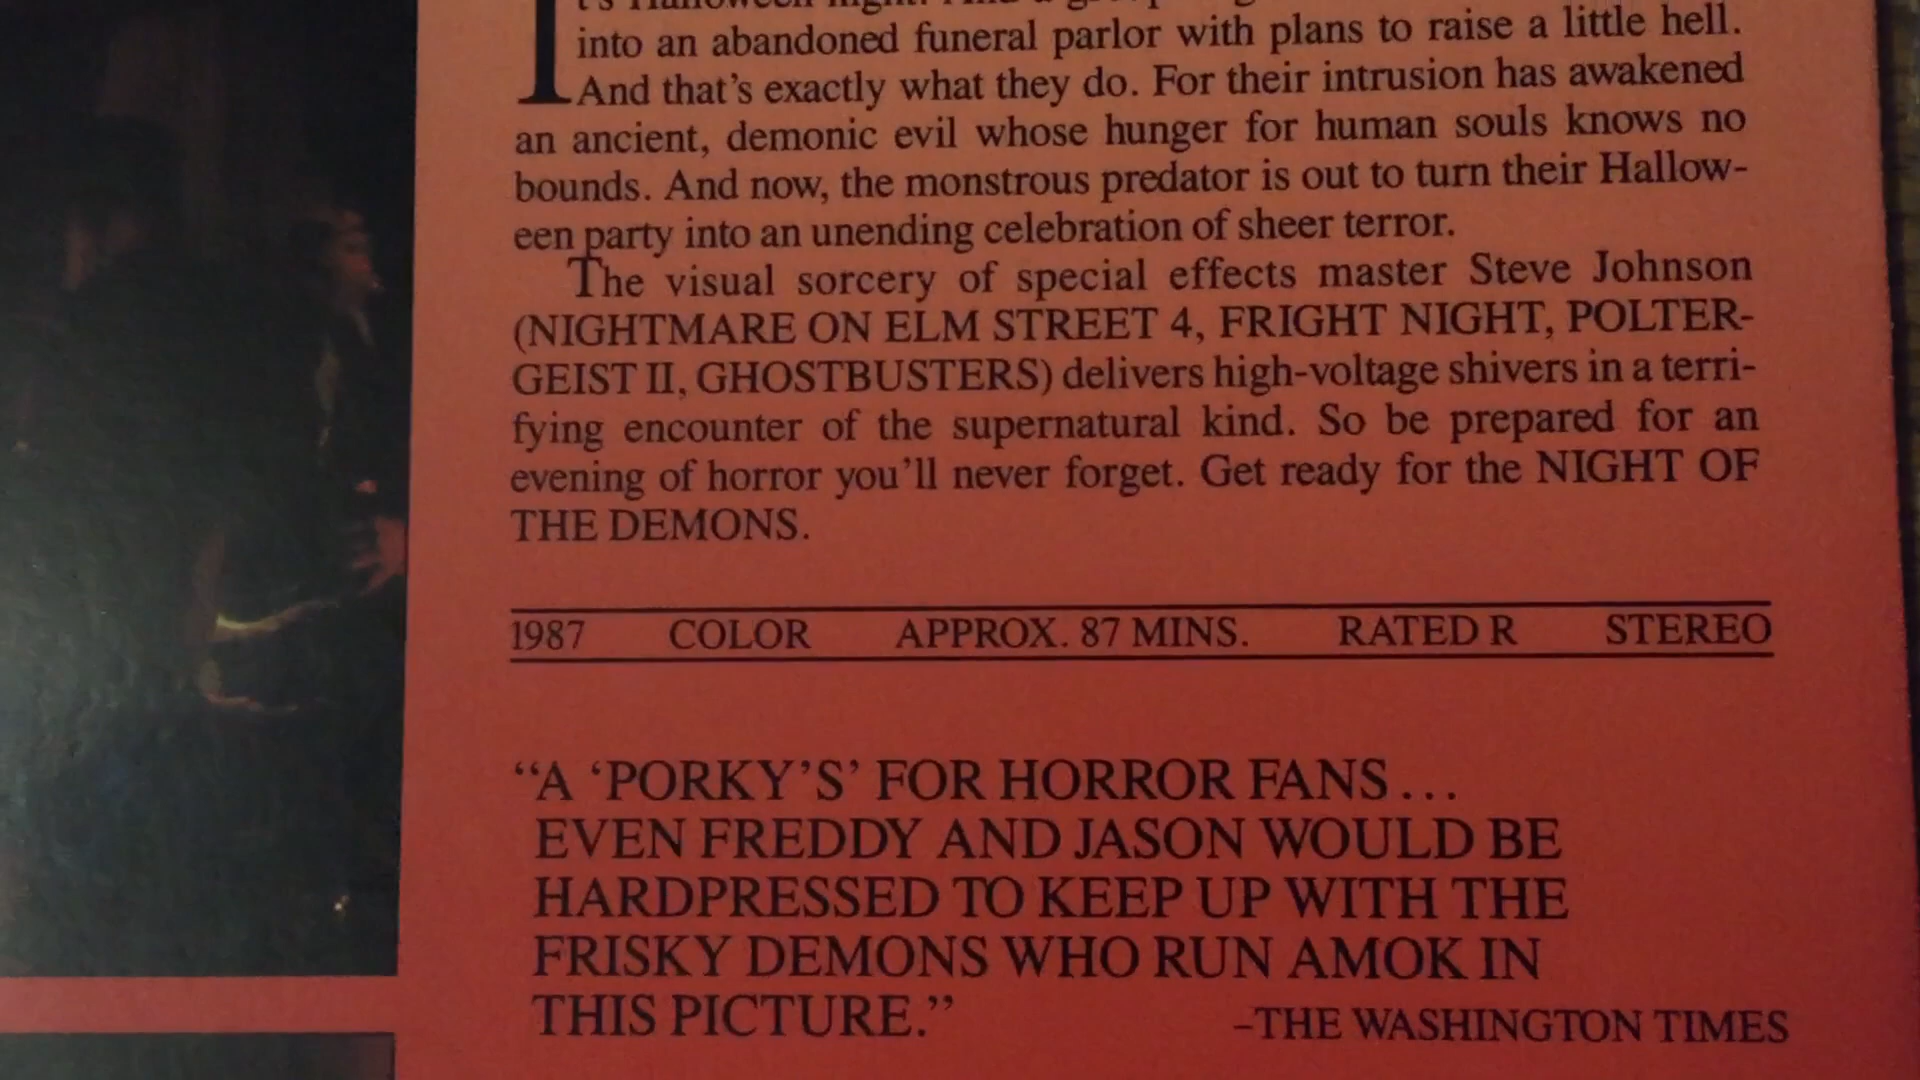 t's Halloween night. And a group
into an abandoned funeral parlor with plans to raise a little hell.
And that's exactly what they do. For their intrusion has awakened
an ancient, demonic evil whose hunger for human souls knows no
bounds. And now, the monstrous predator is out to turn their Hallow-
een party into an unending celebration of sheer terror.
The visual sorcery of special effects master Steve Johnson
(NIGHTMARE ON ELM STREET 4, FRIGHT NIGHT, POLTER-
GEIST II, GHOSTBUSTERS) delivers high-voltage shivers in a terri-
fying encounter of the supernatural kind. So be prepared for an
evening of horror you'll never forget. Get ready for the NIGHT OF
THE DEMONS.
1987 COLOR APPROX. 87 MINS. RATED R STEREO
“A ‘PORKY’S’ FOR HORROR FANS...
EVEN FREDDY AND JASON WOULD BE
HARDPRESSED TO KEEP UP WITH THE
FRISKY DEMONS WHO RUN AMOK IN
THIS PICTURE.”
–THE WASHINGTON TIMES